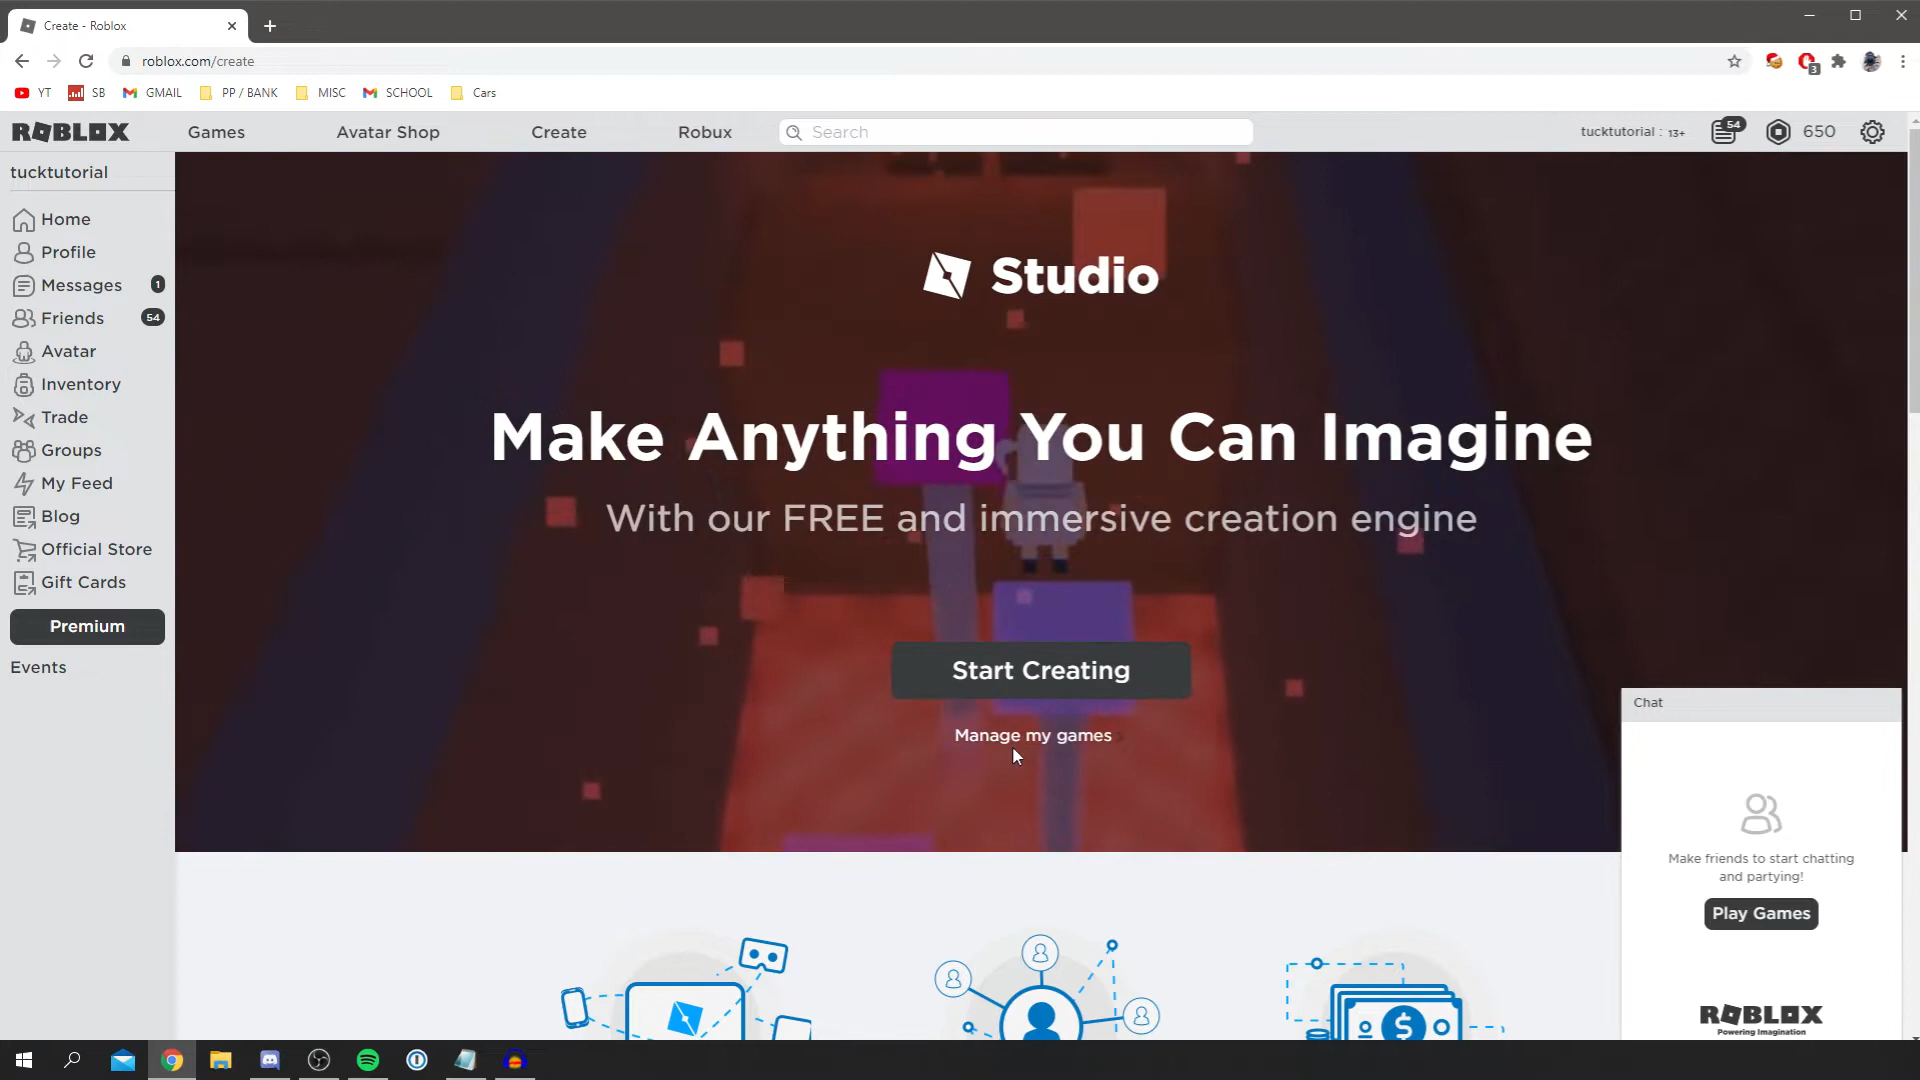 Create - Roblox
roblox.com/create
3
YT
SB
GMAIL
PP / BANK
MISC
SCHOOL
Cars
ROBLOX
Games
Avatar Shop
Create
Robux
Search
tucktutorial : 13+
54
650
tucktutorial
Home
Profile
Messages
1
Friends
54
Avatar
Inventory
Trade
Groups
My Feed
Blog
Official Store
Gift Cards
Premium
Events
Studio
Make Anything You Can Imagine
With our FREE and immersive creation engine
Start Creating
Manage my games
Chat
Make friends to start chatting
and partying!
Play Games
ROBLOX
Powering Imagination
$